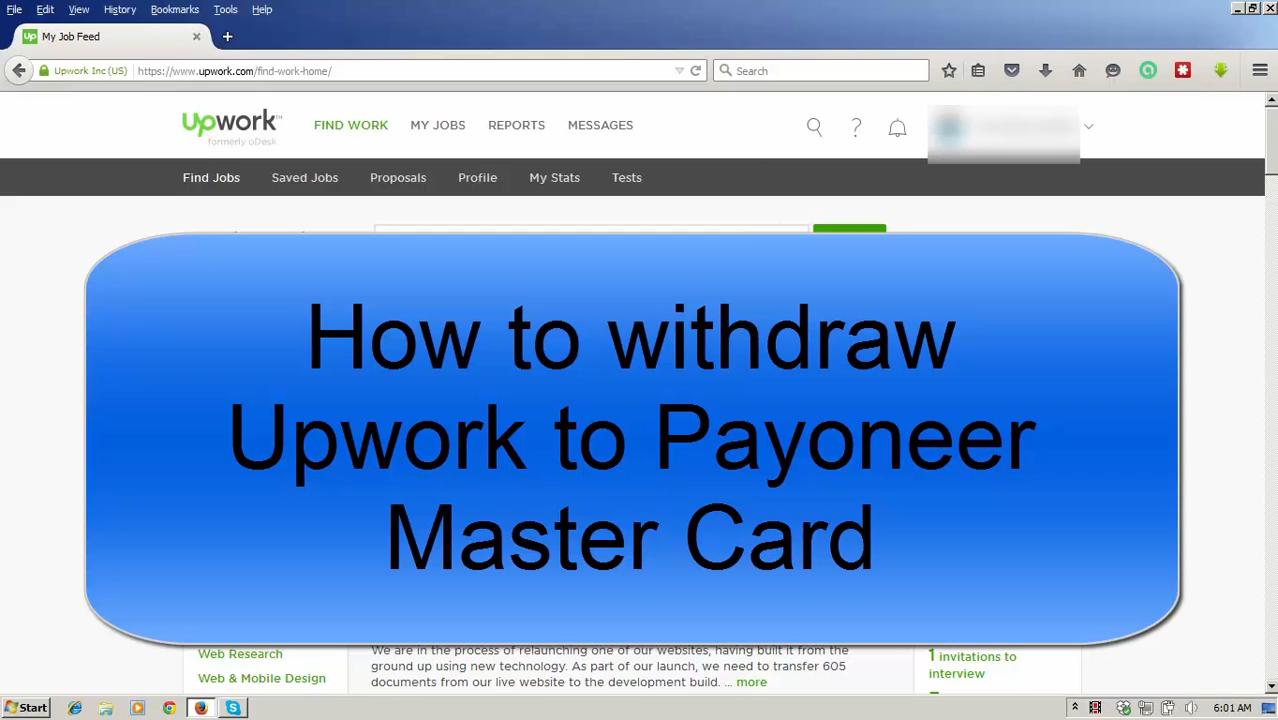 File Edit View History Bookmarks Tools Help
Up My Job Feed
Upwork Inc (US) https://www.upwork.com/find-work-home/ Search
Upwork™ FIND WORK MY JOBS REPORTS MESSAGES
formerly oDesk
Find Jobs Saved Jobs Proposals Profile My Stats Tests
How to withdraw
Upwork to Payoneer
Master Card
Web Research
Web & Mobile Design
We are in the process of relaunching one of our websites, having built it from the
ground up using new technology. As part of our launch, we need to transfer 605
documents from our live website to the development build. ... more
1 invitations to
interview
Start 6:01 AM